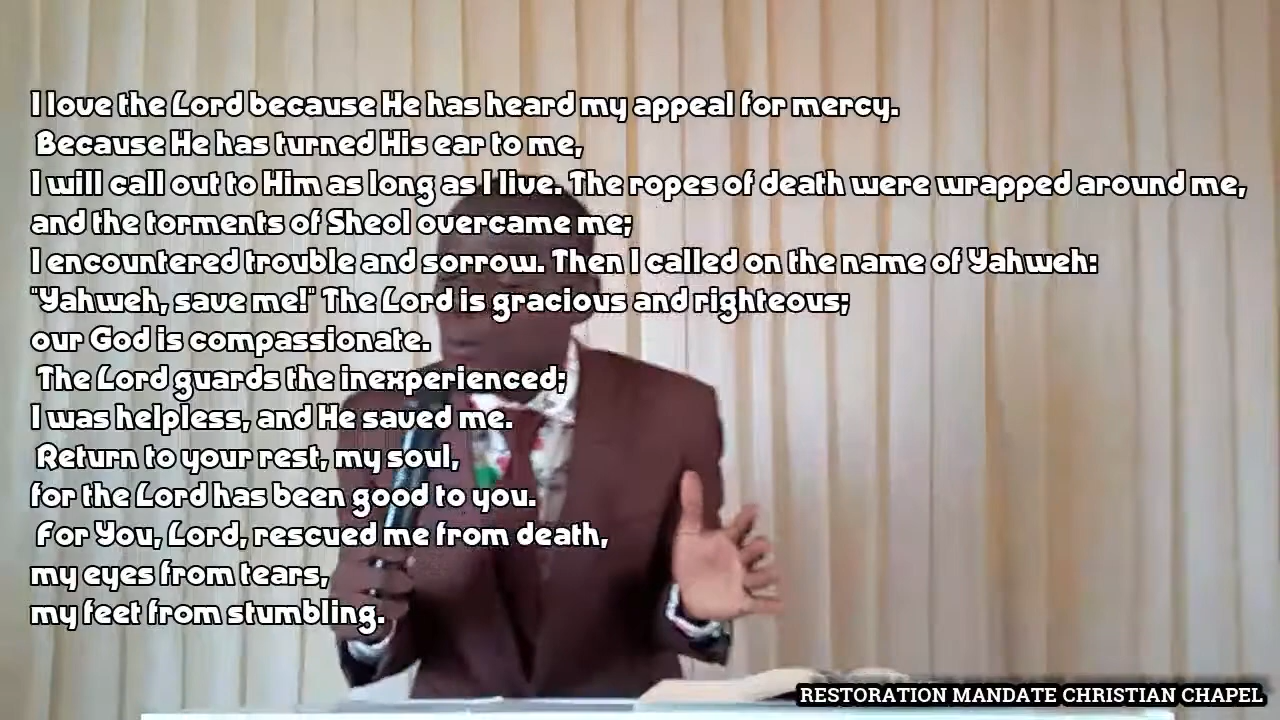 I love the Lord because He has heard my appeal for mercy.
Because He has turned His ear to me,
I will call out to Him as long as I live. The ropes of death were wrapped around me,
and the torments of Sheol overcame me;
I encountered trouble and sorrow. Then I called on the name of Yahweh:
"Yahweh, save me!" The Lord is gracious and righteous;
our God is compassionate.
The Lord guards the inexperienced;
I was helpless, and He saved me.
Return to your rest, my soul,
for the Lord has been good to you.
For You, Lord, rescued me from death,
my eyes from tears,
my feet from stumbling.
RESTORATION MANDATE CHRISTIAN CHAPEL